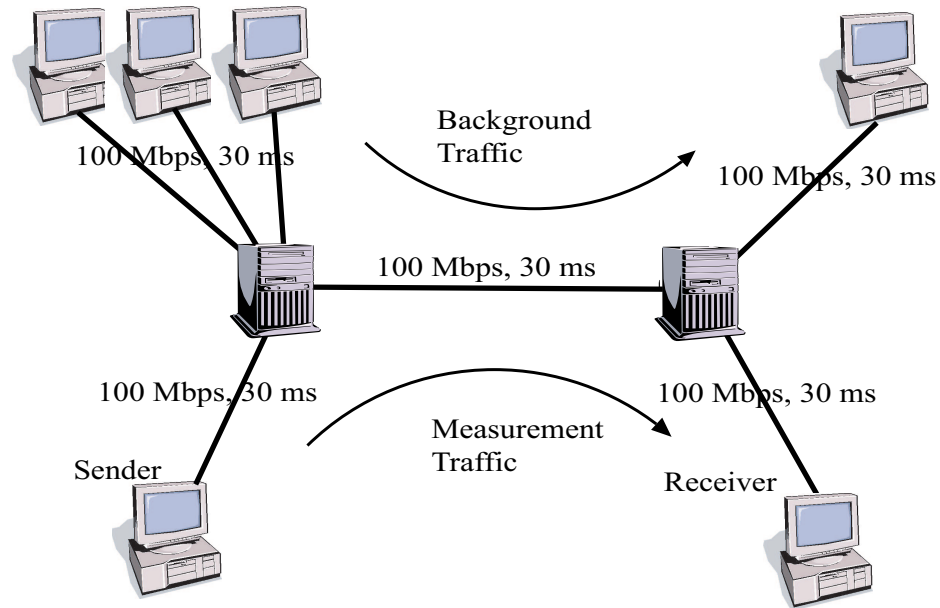 Background
Traffic
100 Mbps, 30 ms
100 Mbps, 30 ms
100 Mbps, 30 ms
100 Mbps, 30 ms
100 Mbps, 30 ms
Measurement
Traffic
Sender
Receiver